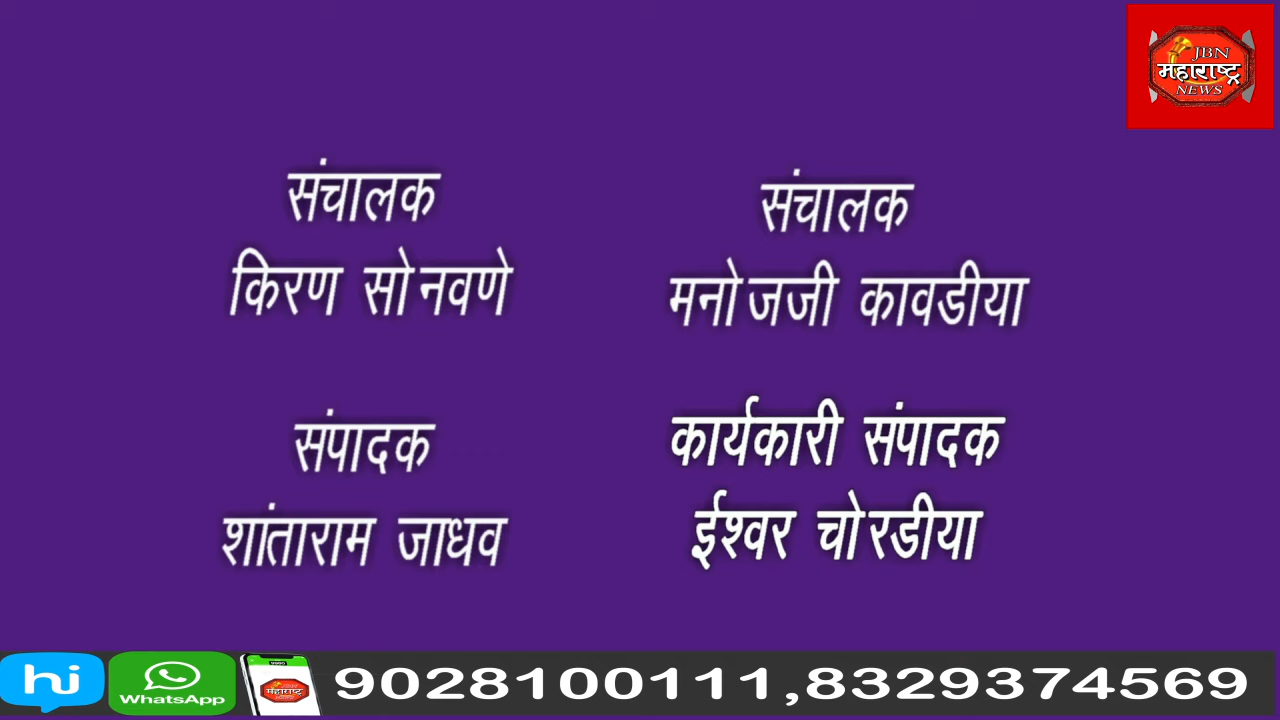 JBN
महाराष्ट्र
NEWS
संचालक
किरण सोनवणे
संचालक
मनोजजी कावडीया
संपादक
शांताराम जाधव
कार्यकारी संपादक
ईश्वर चोरडीया
hi
WhatsApp
महाराष्ट्र
9028100111,8329374569